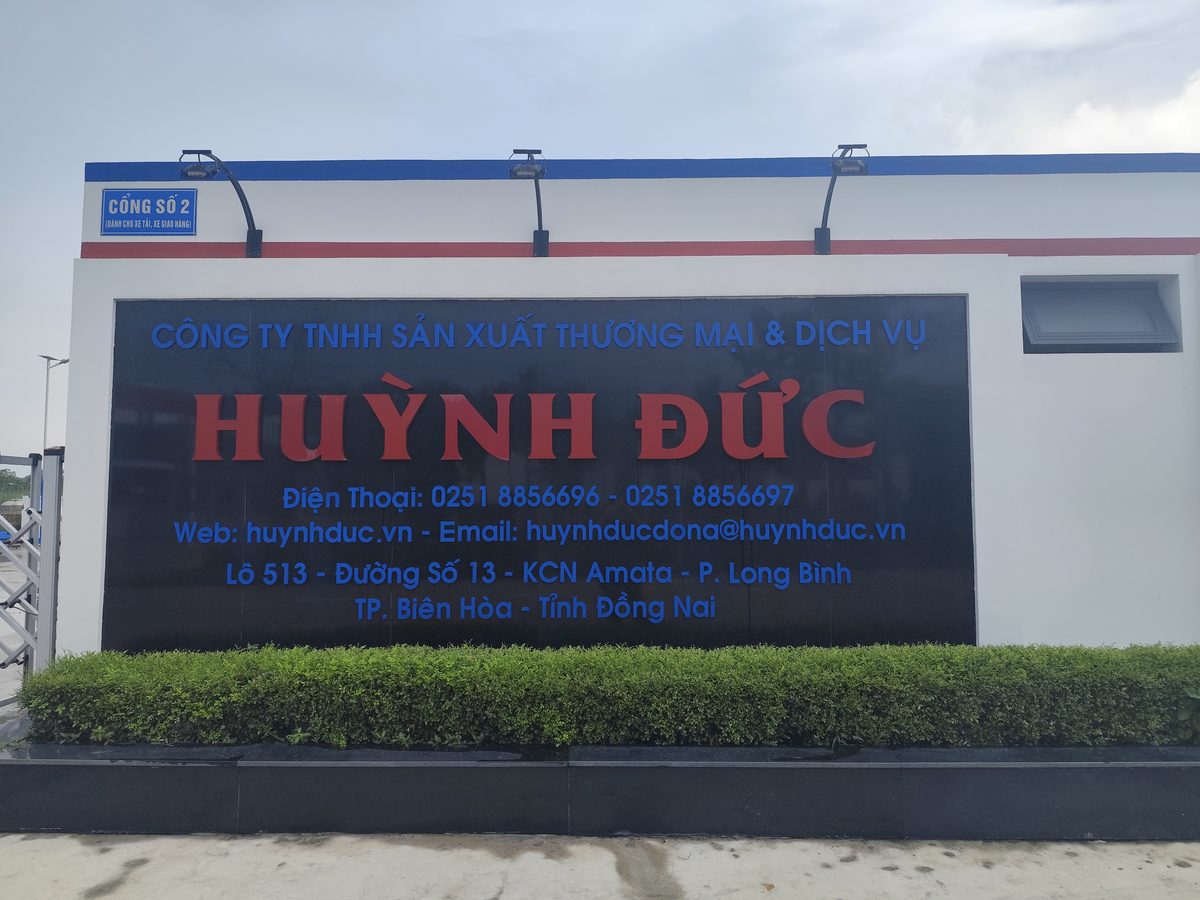 CỔNG SỐ 2
(DÀNH CHO XE TẢI, XE GIAO HÀNG)
CÔNG TY TNHH SẢN XUẤT THƯƠNG MẠI & DỊCH VỤ
HUỲNH ĐỨC
Điện Thoại: 0251 8856696 - 0251 8856697
Web: huynhduc.vn - Email: huynhducdona@huynhduc.vn
Lô 513 - Đường Số 13 - KCN Amata - P. Long Bình
TP. Biên Hòa - Tỉnh Đồng Nai